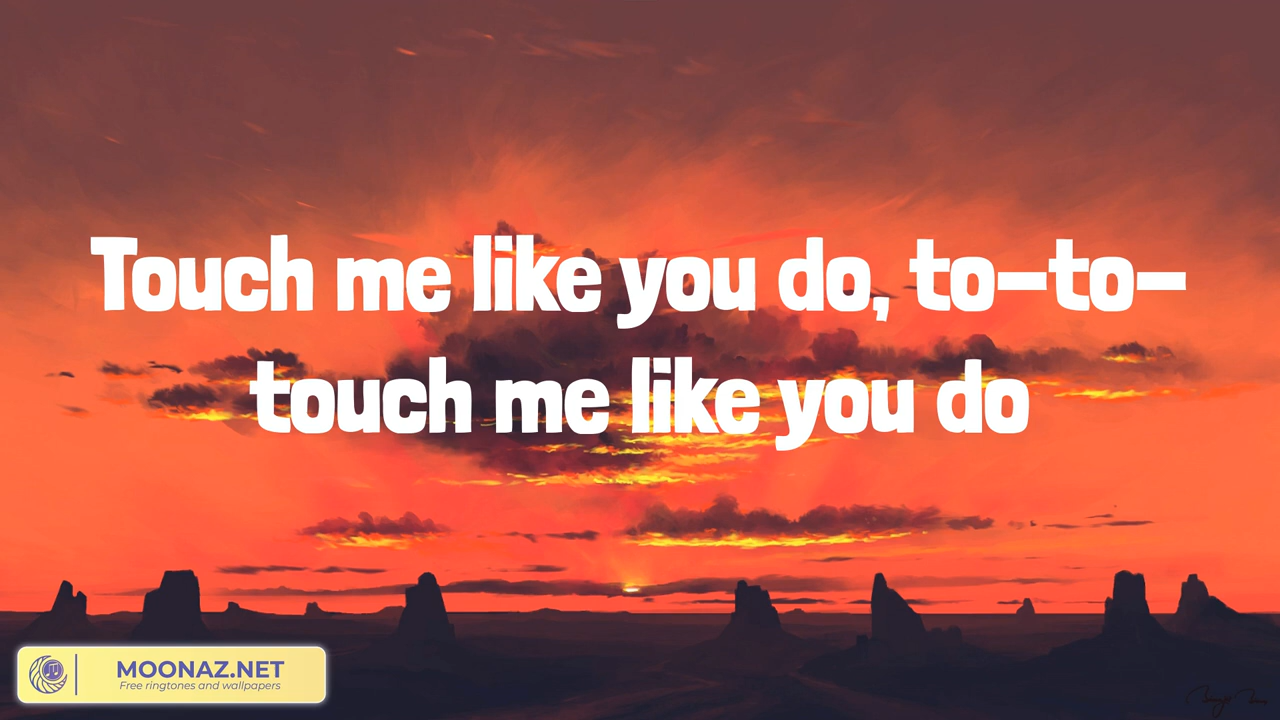 Touch me like you do, to-to-
touch me like you do
MOONAZ.NET
Free ringtones and wallpapers